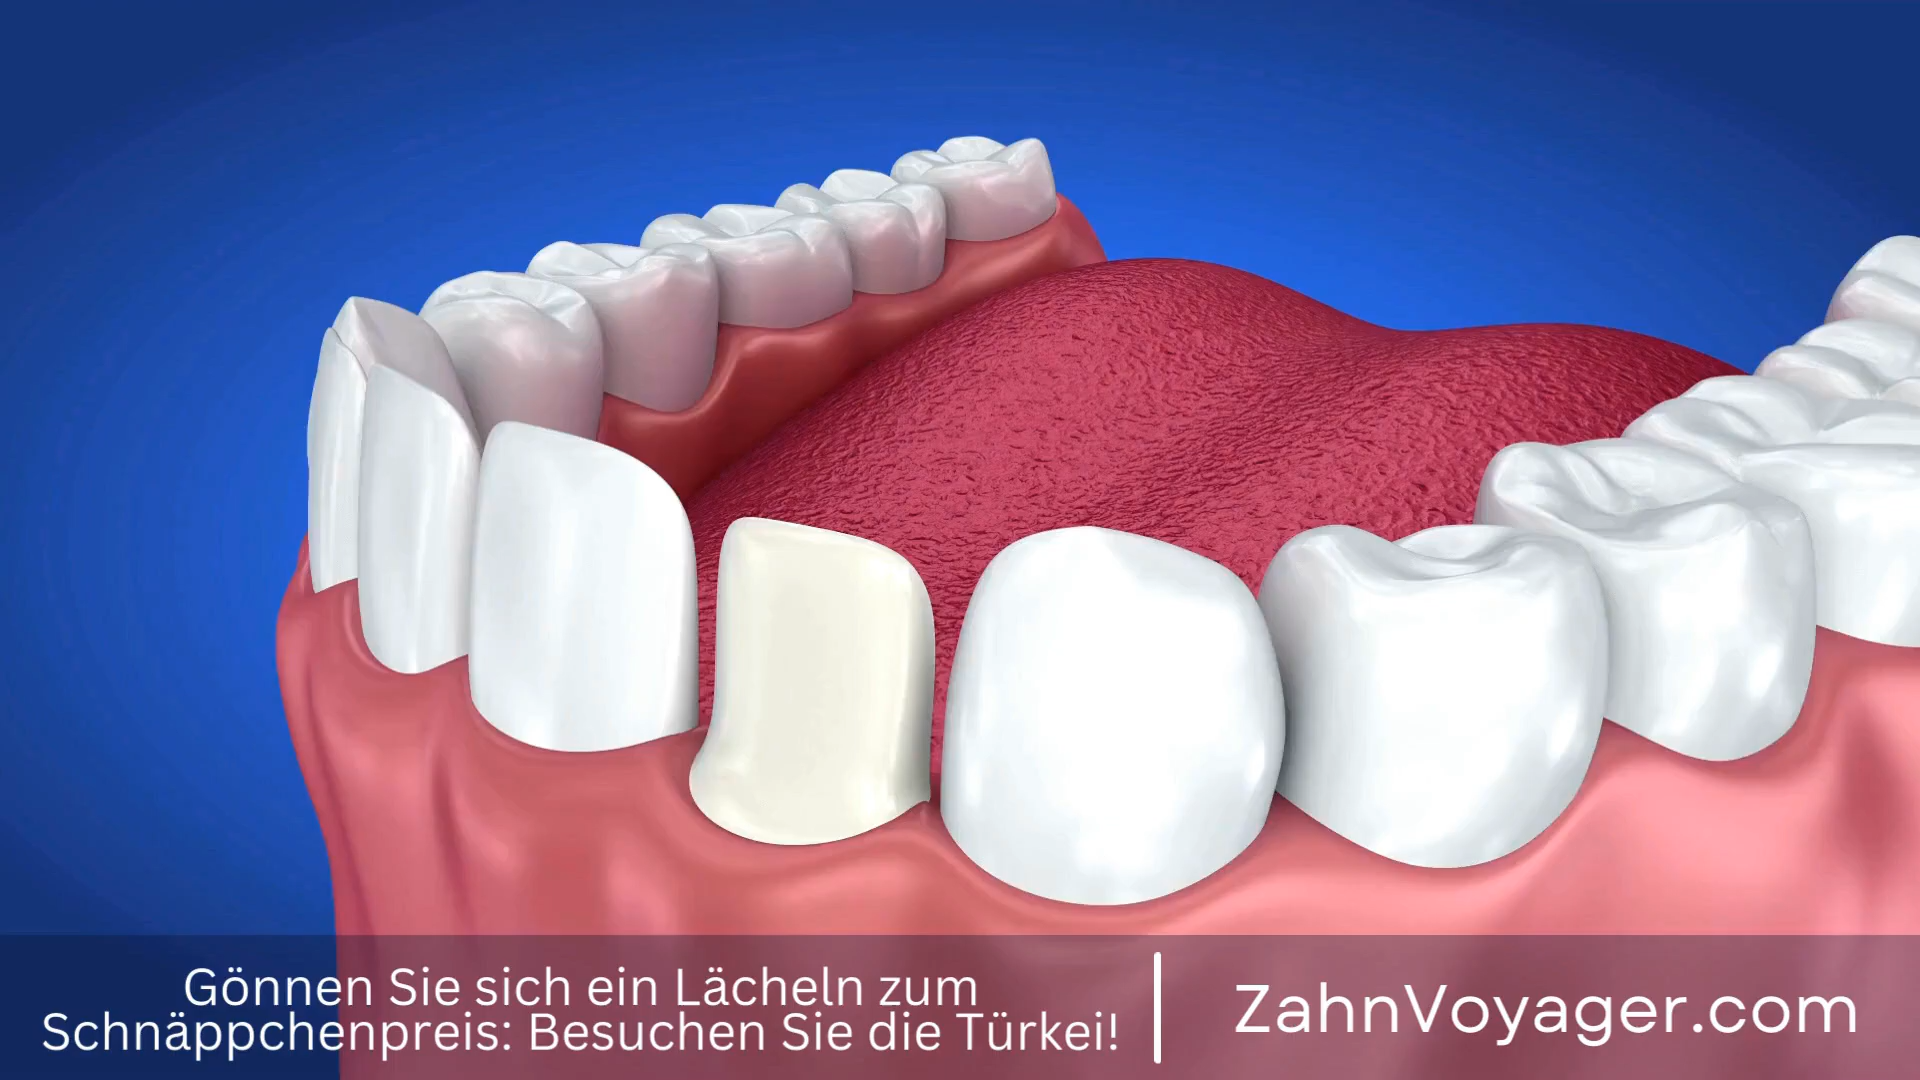 Gönnen Sie sich ein Lächeln zum
Schnäppchenpreis: Besuchen Sie die Türkei!
ZahnVoyager.com